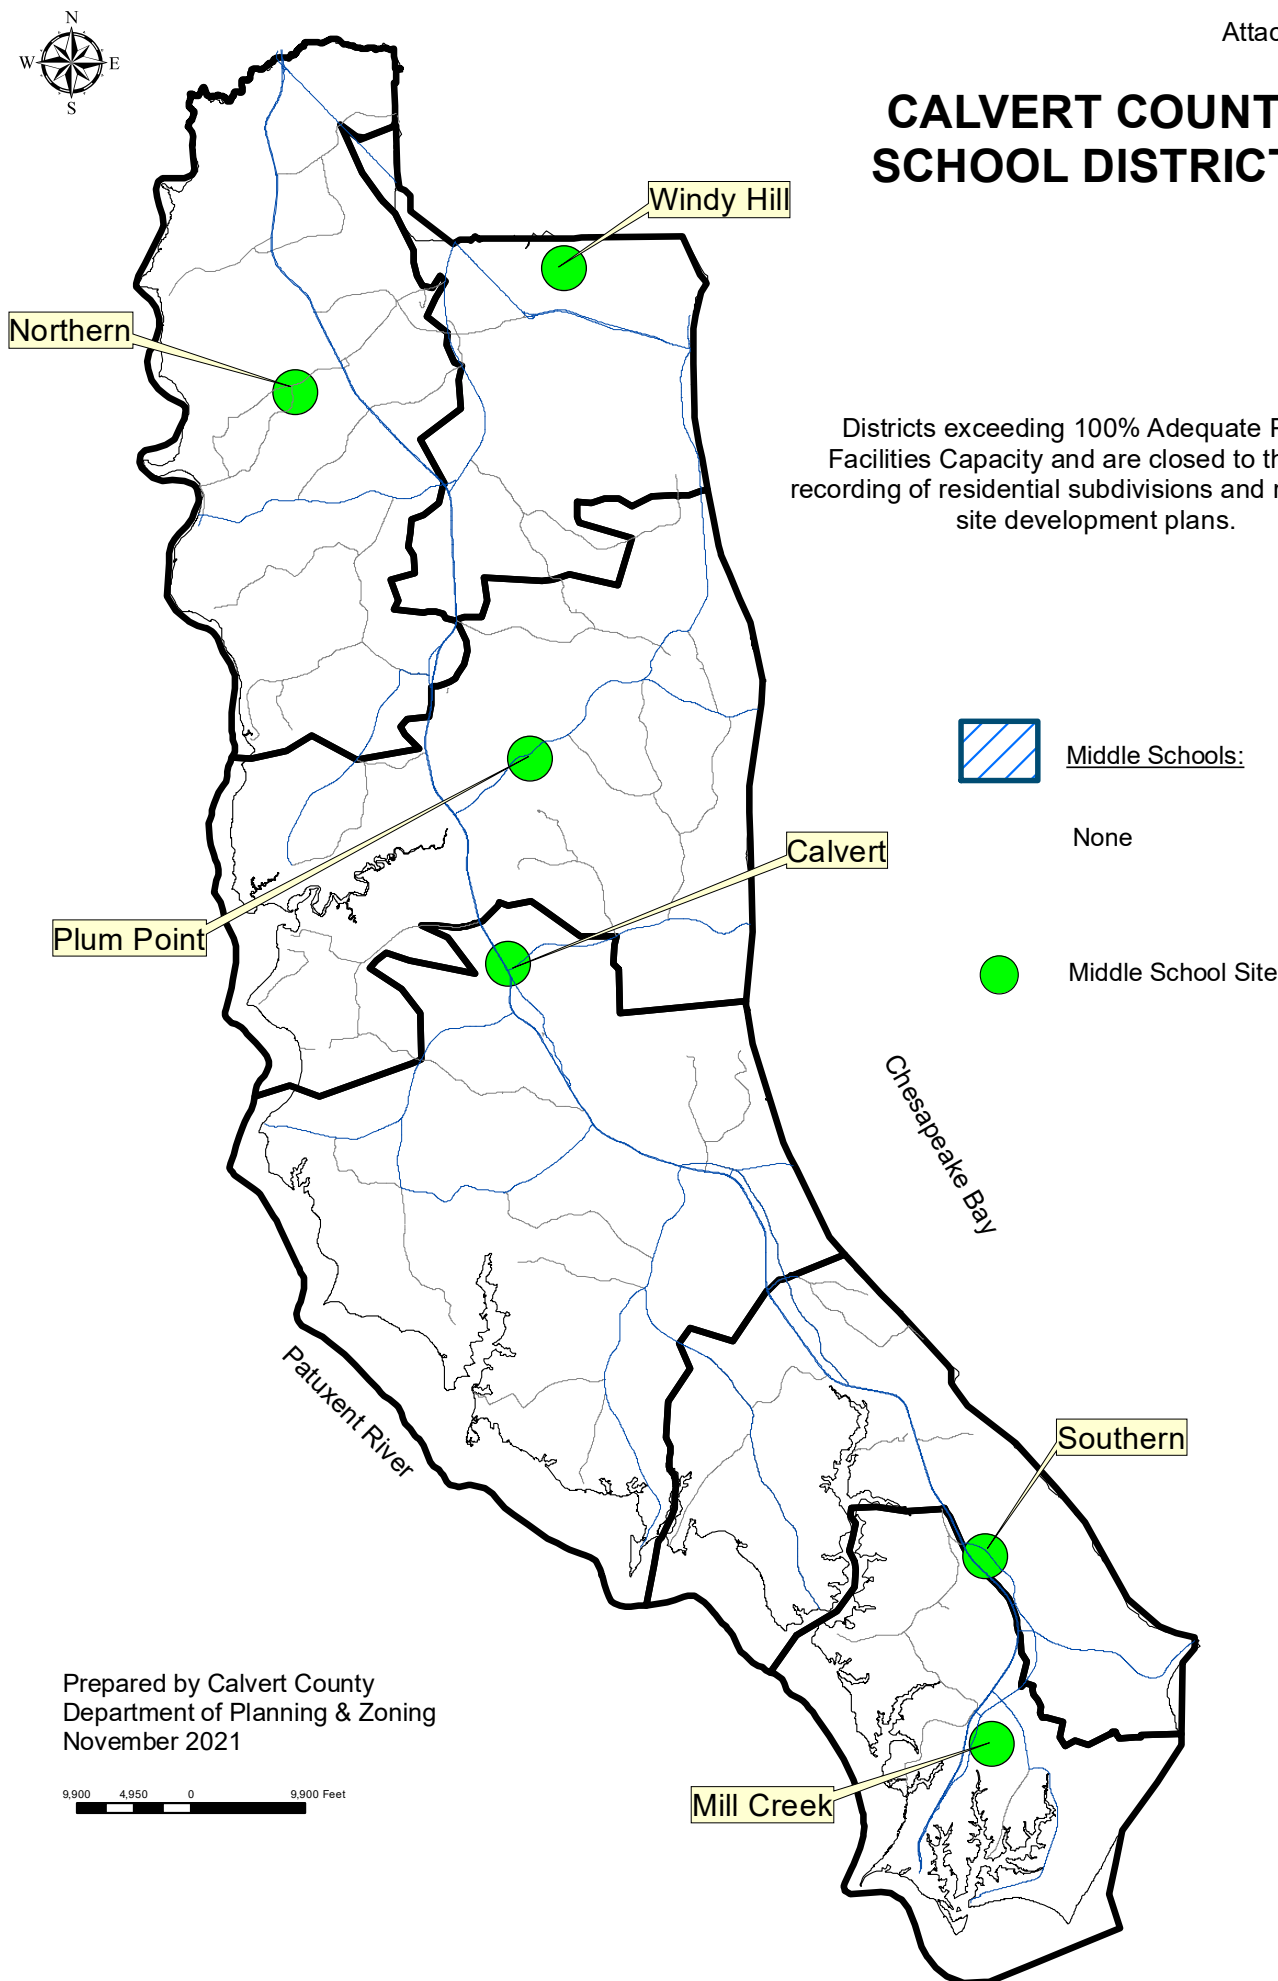 N
W E
S
Attac
CALVERT COUNT
SCHOOL DISTRICT
Windy Hill
Northern
Districts exceeding 100% Adequate
Facilities Capacity and are closed to
recording of residential subdivisions and
site development plans.
Middle Schools:
None
Calvert
Plum Point
Middle School Site
Chesapeake Bay
Patuxent River
Southern
Prepared by Calvert County
Department of Planning & Zoning
November 2021
9,900 4,950 0 9,900 Feet
Mill Creek